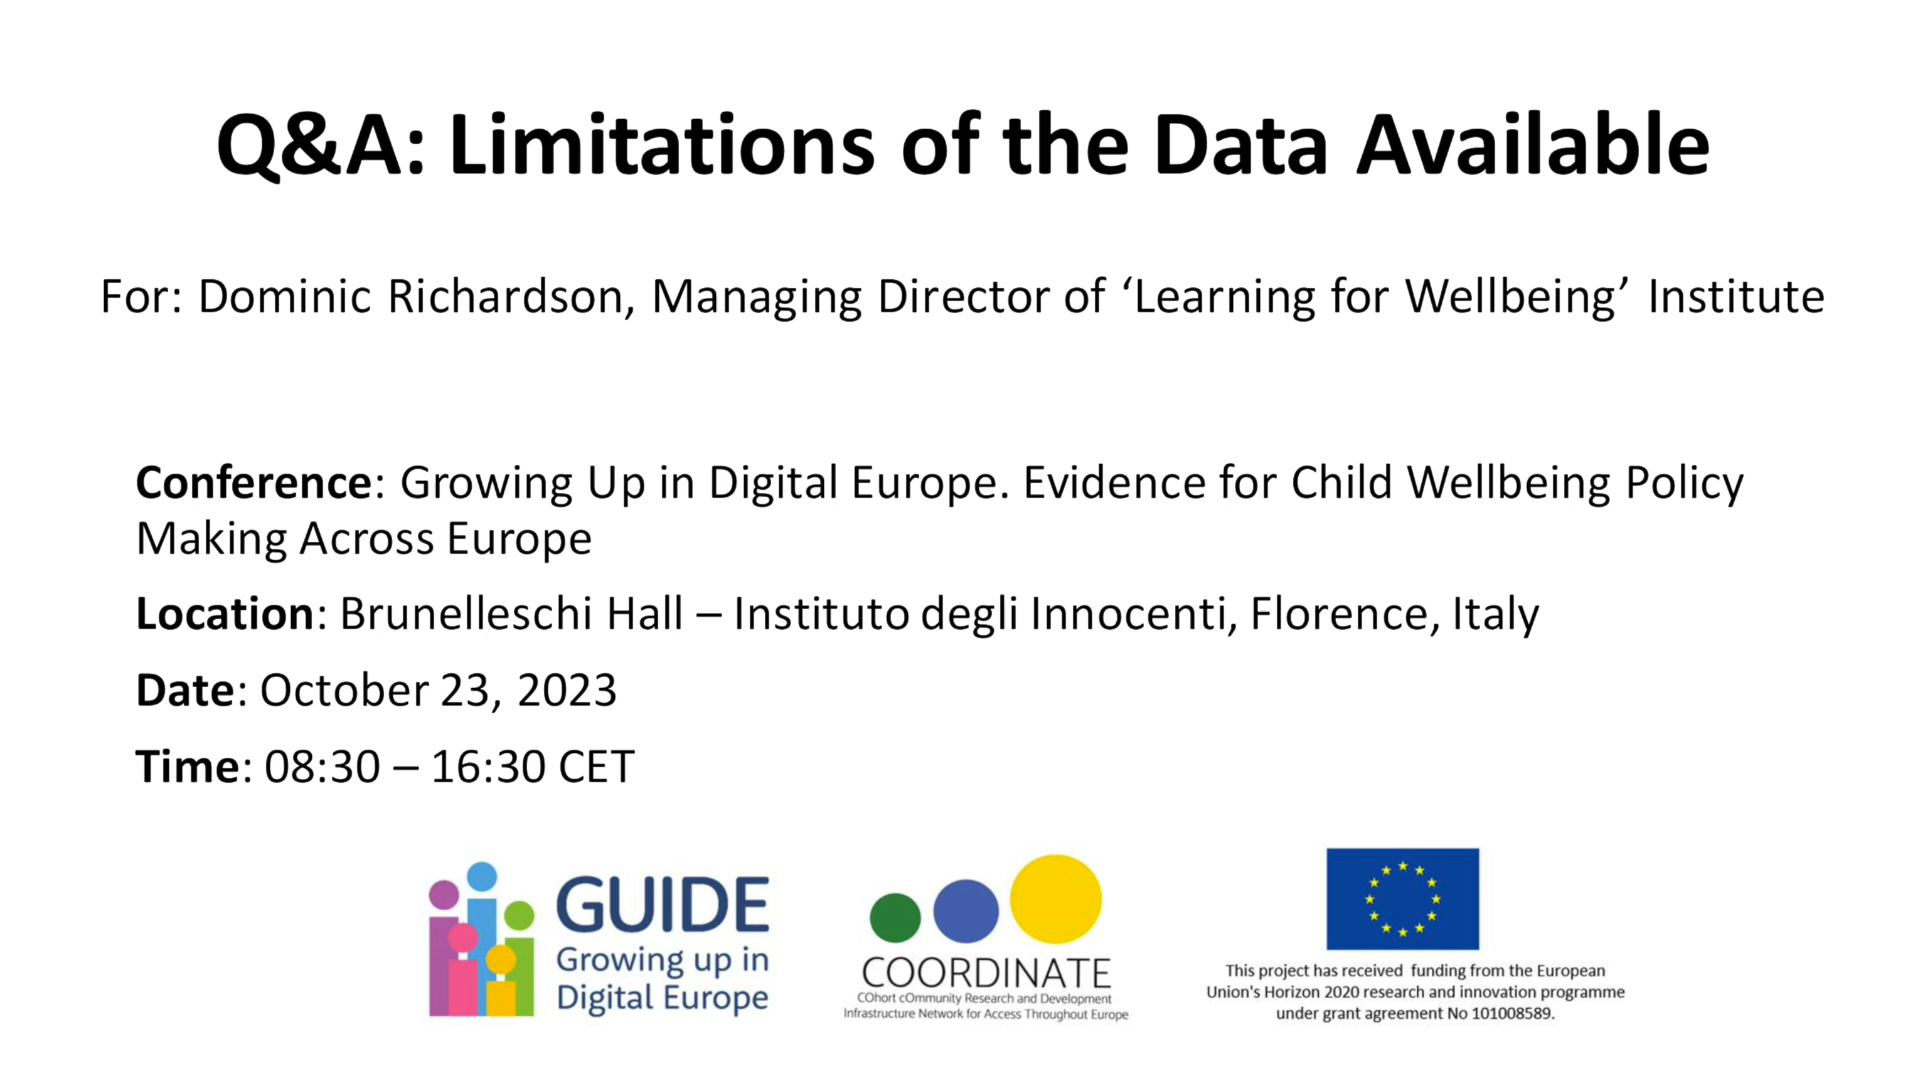 Q&A: Limitations of the Data Available
For: Dominic Richardson, Managing Director of ‘Learning for Wellbeing’ Institute
Conference: Growing Up in Digital Europe. Evidence for Child Wellbeing Policy
Making Across Europe
Location: Brunelleschi Hall – Instituto degli Innocenti, Florence, Italy
Date: October 23, 2023
Time: 08:30 – 16:30 CET
GUIDE
Growing up in
Digital Europe
COORDINATE
COhort cOmmunity Research and Development
Infrastructure Network for Access Throughout Europe
This project has received funding from the European
Union's Horizon 2020 research and innovation programme
under grant agreement No 101008589.